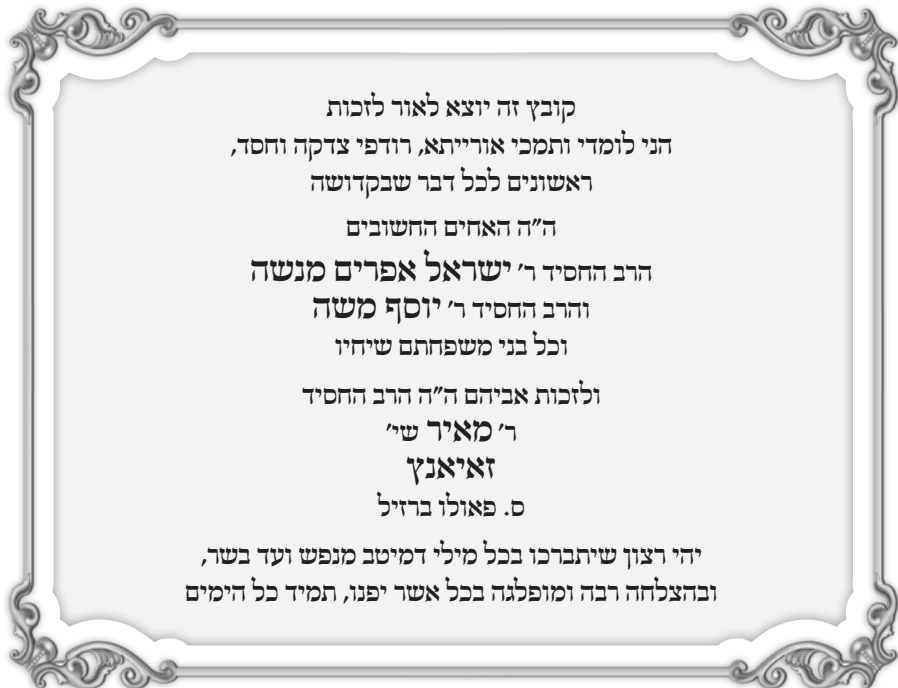 קובץ זה יוצא לאור לזכות
הני לומדי ותמכי אורייתא, רודפי צדקה וחסד,
ראשונים לכל דבר שבקדושה
ה״ה האחים החשובים
הרב החסיד ר׳ ישראל אפרים מנשה
והרב החסיד ר׳ יוסף משה
וכל בני משפחתם שיחיו
ולזכות אביהם ה״ה הרב החסיד
ר׳ מאיר שי׳
זאיאנץ
ס. פאולו ברזיל
יהי רצון שיתברכו בכל מילי דמיטב מנפש ועד בשר,
ובהצלחה רבה ומופלגה בכל אשר יפנו, תמיד כל הימים